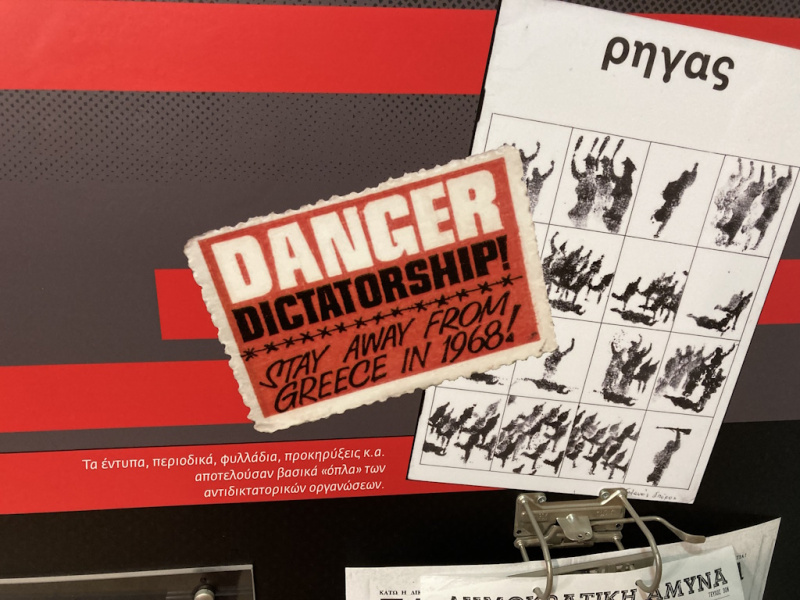 ρηγας
DANGER
DICTATORSHIP!
STAY AWAY FROM
GREECE IN 1968!
Τα έντυπα, περιοδικά, φυλλάδια, προκηρύξεις κ.α.
αποτελούσαν βασικά «όπλα» των
αντιδικτατορικών οργανώσεων.
ΔΗΜΟΚΡΑΤΙΚΗ ΑΜΥΝΑ